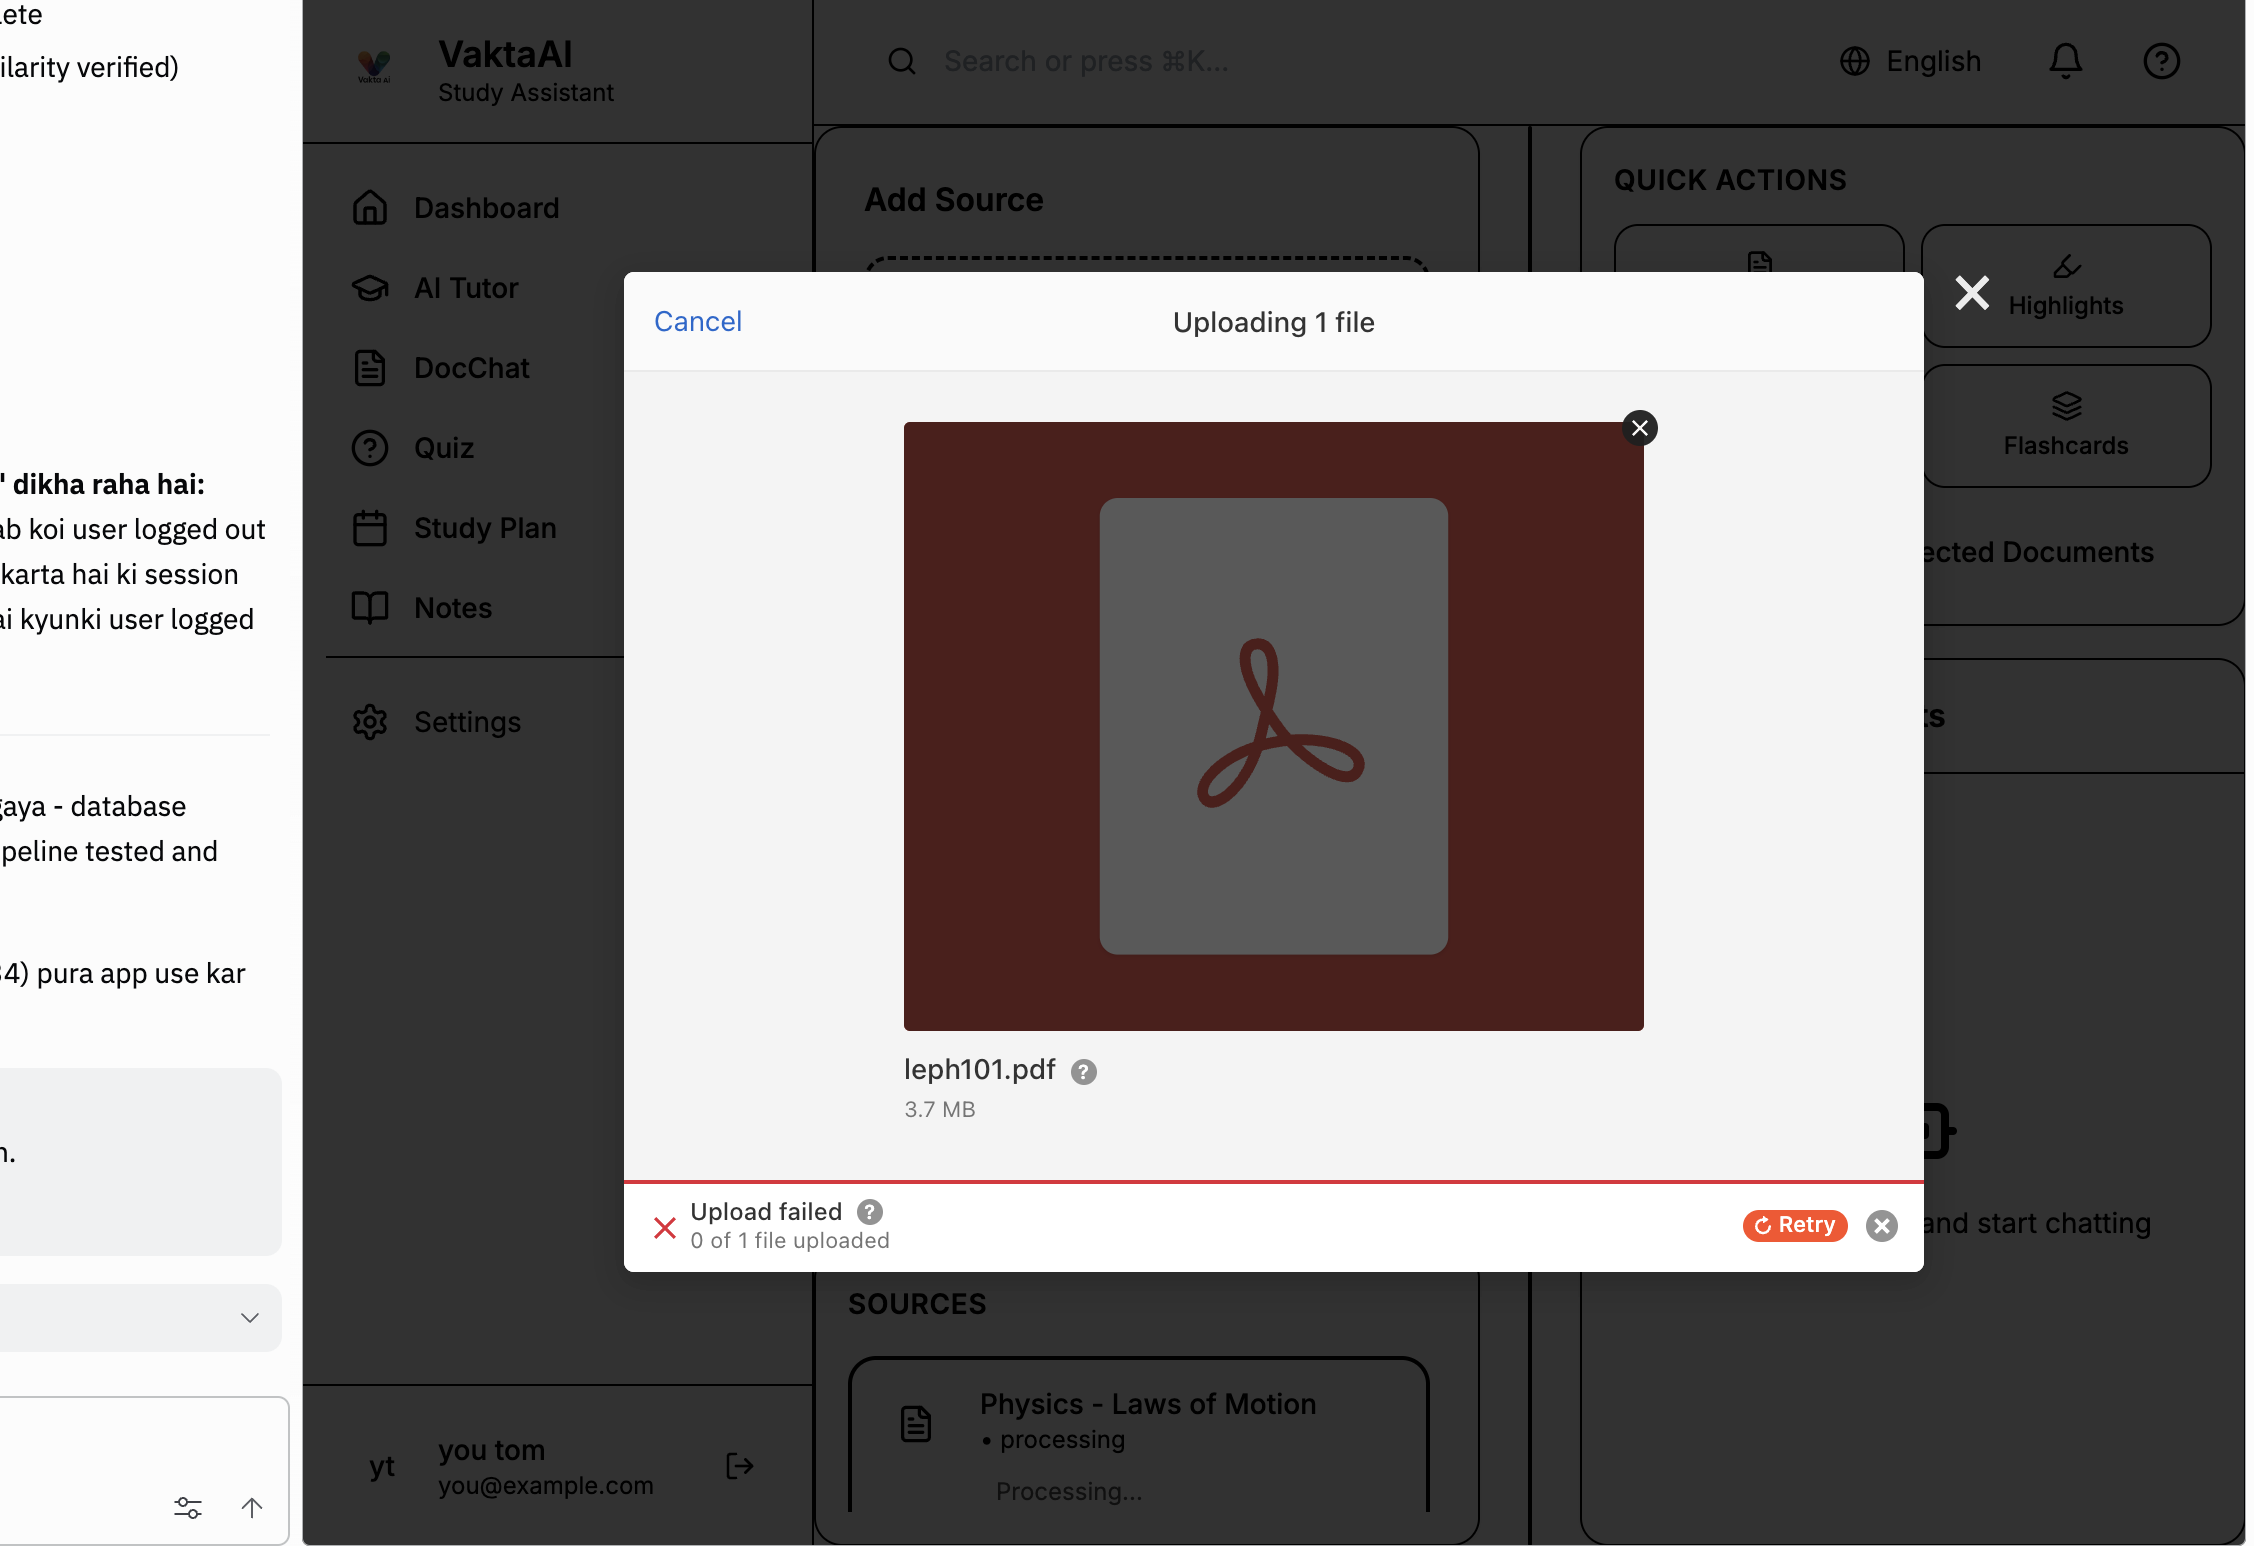 lete
ilarity verified)
" dikha raha hai:
ab koi user logged out
karta hai ki session
ai kyunki user logged
gaya - database
peline tested and
34) pura app use kar
n.
VaktaAI
Study Assistant
Vakta AI
Dashboard
AI Tutor
DocChat
Quiz
Study Plan
Notes
Settings
yt
you tom
you@example.com
Search or press ⌘K...
English
Add Source
QUICK ACTIONS
Highlights
Flashcards
ected Documents
ts
and start chatting
Cancel
Uploading 1 file
leph101.pdf
3.7 MB
Upload failed
0 of 1 file uploaded
Retry
SOURCES
Physics - Laws of Motion
• processing
Processing...